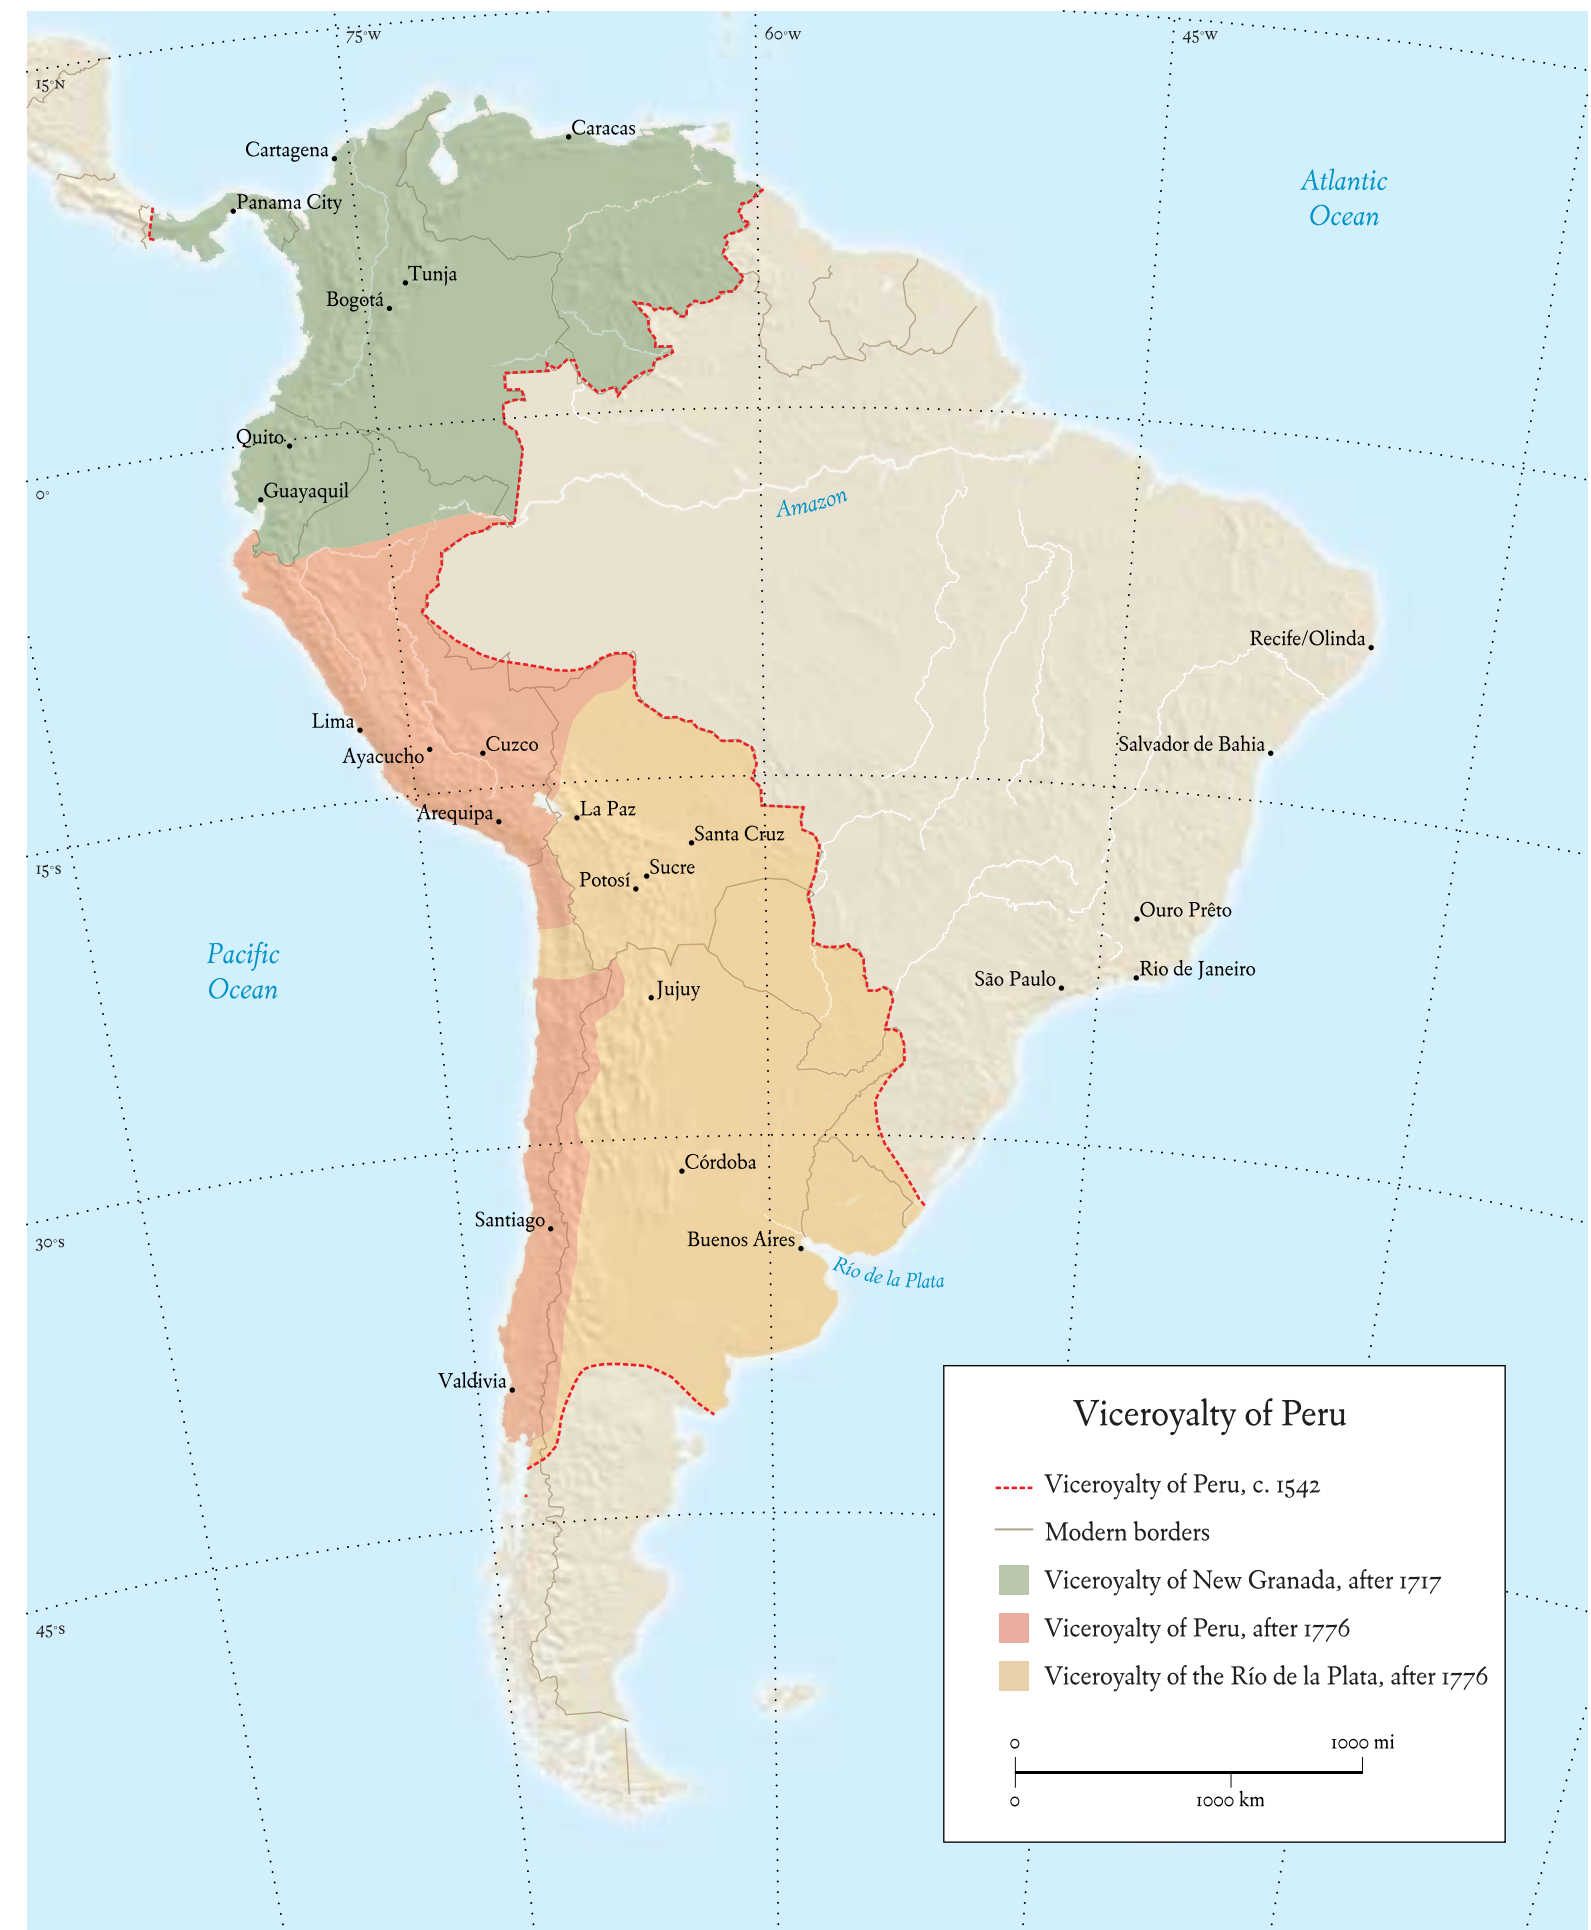 75°W
60°W
45°W
15°N
Caracas
Cartagena
Panama City
Atlantic
Ocean
Tunja
Bogotá
Quito
Guayaquil
0°
Amazon
Recife/Olinda
Lima
Ayacucho
Cuzco
Salvador de Bahia
Arequipa
La Paz
Santa Cruz
Sucre
Potosí
15°S
Ouro Prêto
Pacific
Ocean
São Paulo
Rio de Janeiro
Jujuy
Córdoba
Santiago
Buenos Aires
30°S
Río de la Plata
Valdivia
45°S
Viceroyalty of Peru
Viceroyalty of Peru, c. 1542
Modern borders
Viceroyalty of New Granada, after 1717
Viceroyalty of Peru, after 1776
Viceroyalty of the Río de la Plata, after 1776
0 1000 mi
0 1000 km